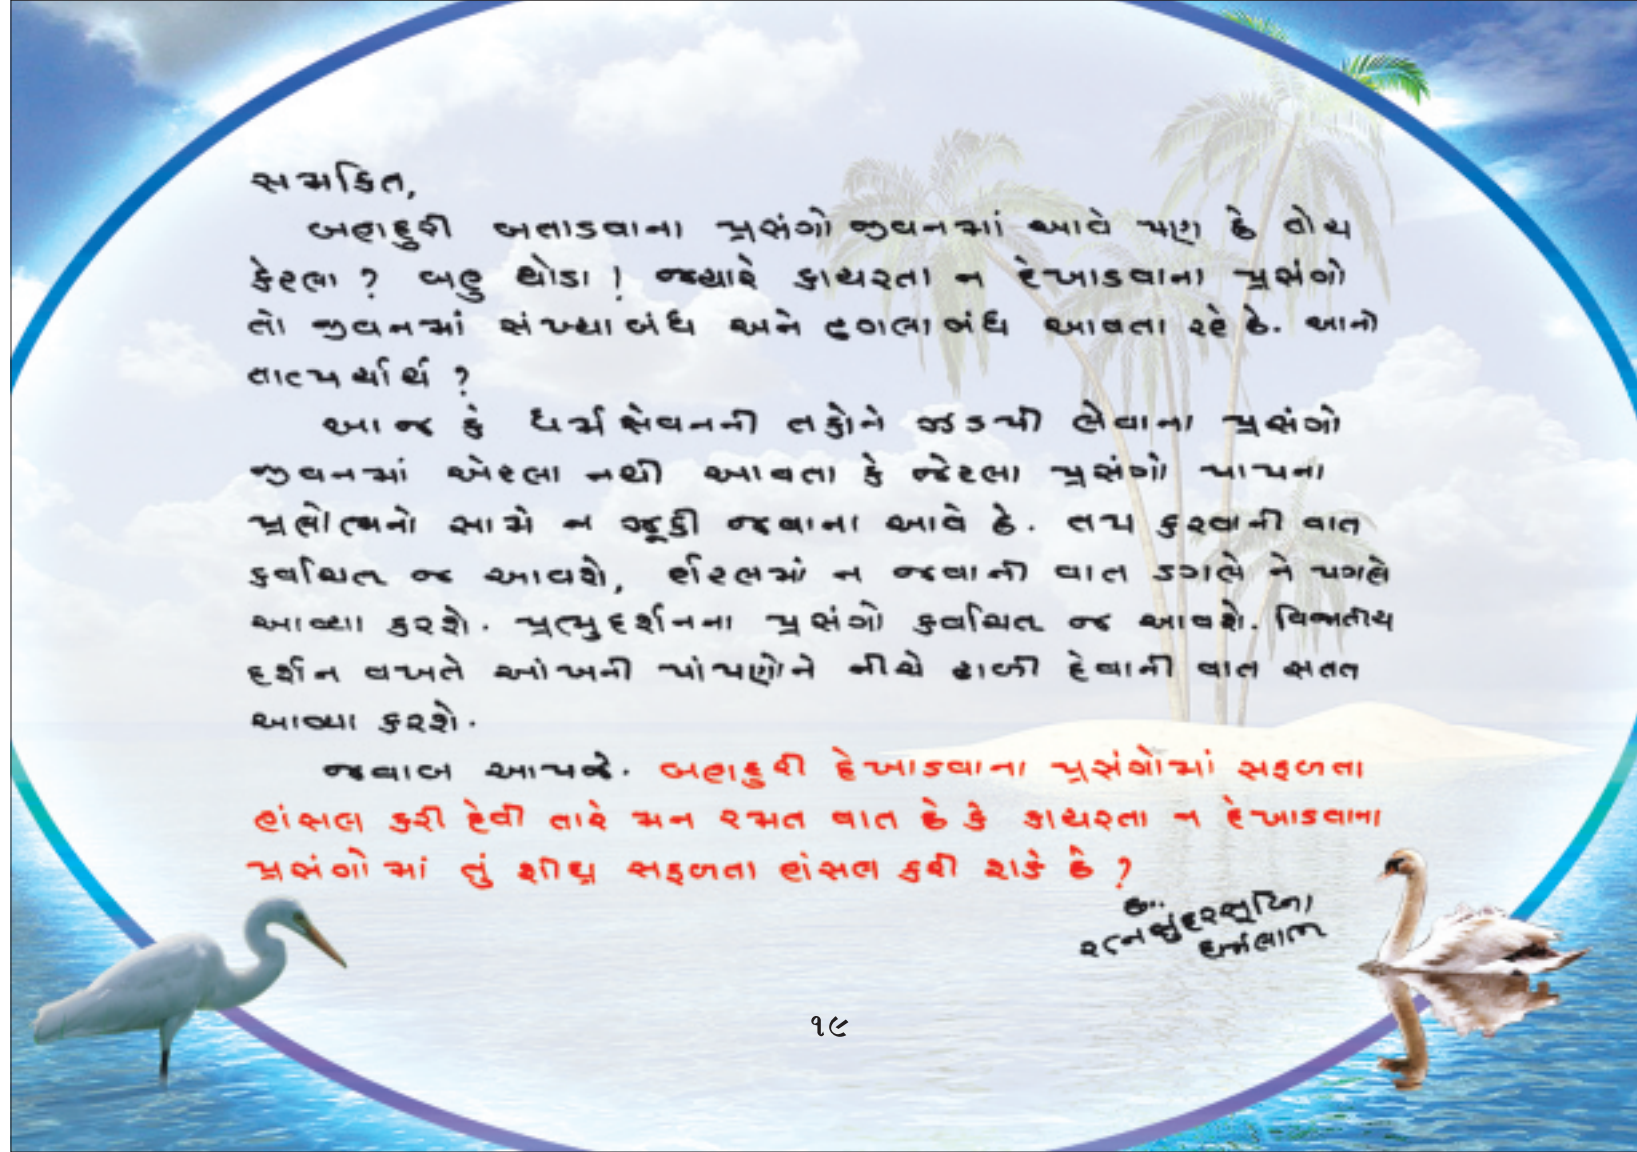 સમકિત,
બહાદુરી બતાડવાના પ્રસંગો જીવનમાં આવે પણ છે તોય
કેટલા ? બહુ થોડા ! જ્યારે કાયરતા ન દેખાડવાના પ્રસંગો
તો જીવનમાં સંખ્યાબંધ અને ઢગલાબંધ આવતા રહે છે. આનો
તાત્પર્યાર્થ ?
આ જ કે ધર્મસેવનની તકોને ઝડપી લેવાના પ્રસંગો
જીવનમાં એટલા નથી આવતા કે જેટલા પ્રસંગો પાપના
પ્રલોભનો સામે ન ઝૂકી જવાના આવે છે. તપ કરવાની વાત
ક્વચિત્ જ આવશે, હૉટલમાં ન જવાની વાત ડગલે ને પગલે
આવ્યા કરશે. પ્રભુદર્શનના પ્રસંગો ક્વચિત્ જ આવશે. વિજાતીય
દર્શન વખતે આંખની પાંપણોને નીચે ઢાળી દેવાની વાત સતત
આવ્યા કરશે.
જવાબ આપજે. બહાદુરી દેખાડવાના પ્રસંગોમાં સફળતા
હાંસલ કરી દેવી તારે મન રમત વાત છે કે કાયરતા ન દેખાડવાના
પ્રસંગોમાં તું શીઘ્ર સફળતા હાંસલ કરી શકે છે ?
દ..
રત્નસુંદરસૂરિના
ધર્મલાભ
૧૯